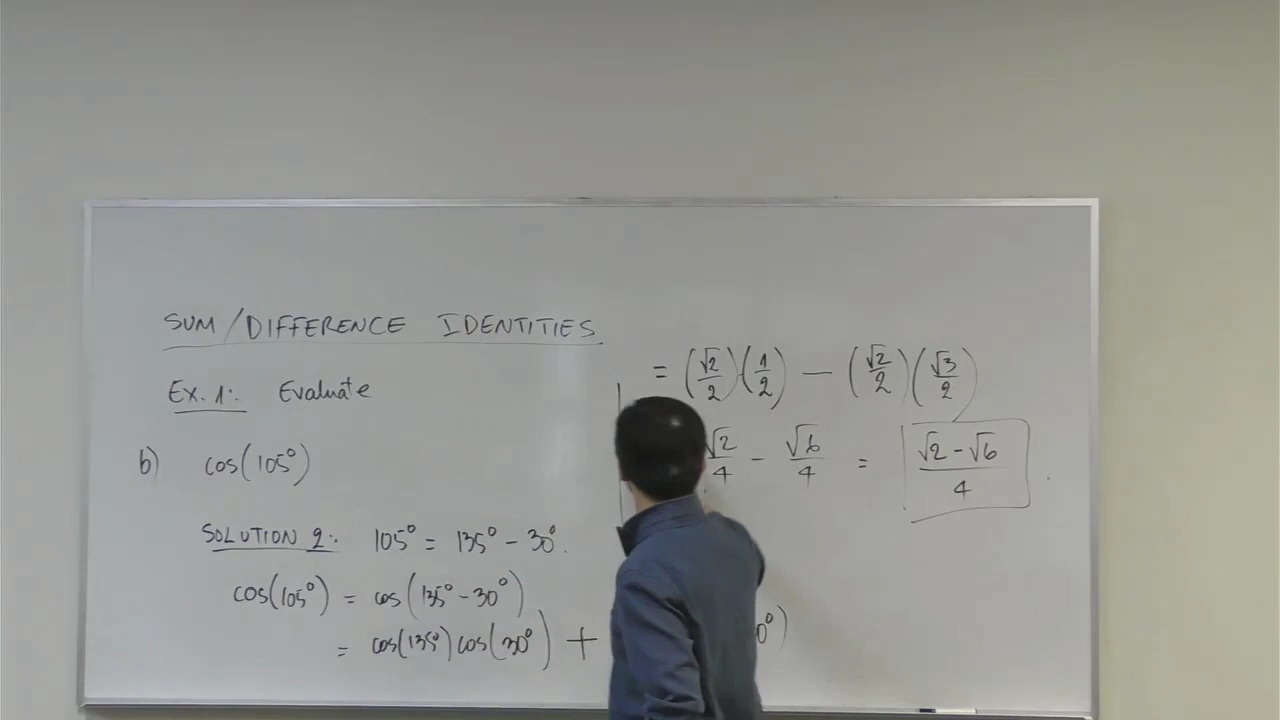 SUM/DIFFERENCE IDENTITIES
Ex. 1: Evaluate
b) cos(105°)
SOLUTION 2: 105° = 135° - 30°.
cos(105°) = cos(135° - 30°)
= cos(135°)cos(30°) + 0°)
= (√2/2)(1/2) - (√2/2)(√3/2)
√2/4 - √6/4 = (√2 - √6)/4.